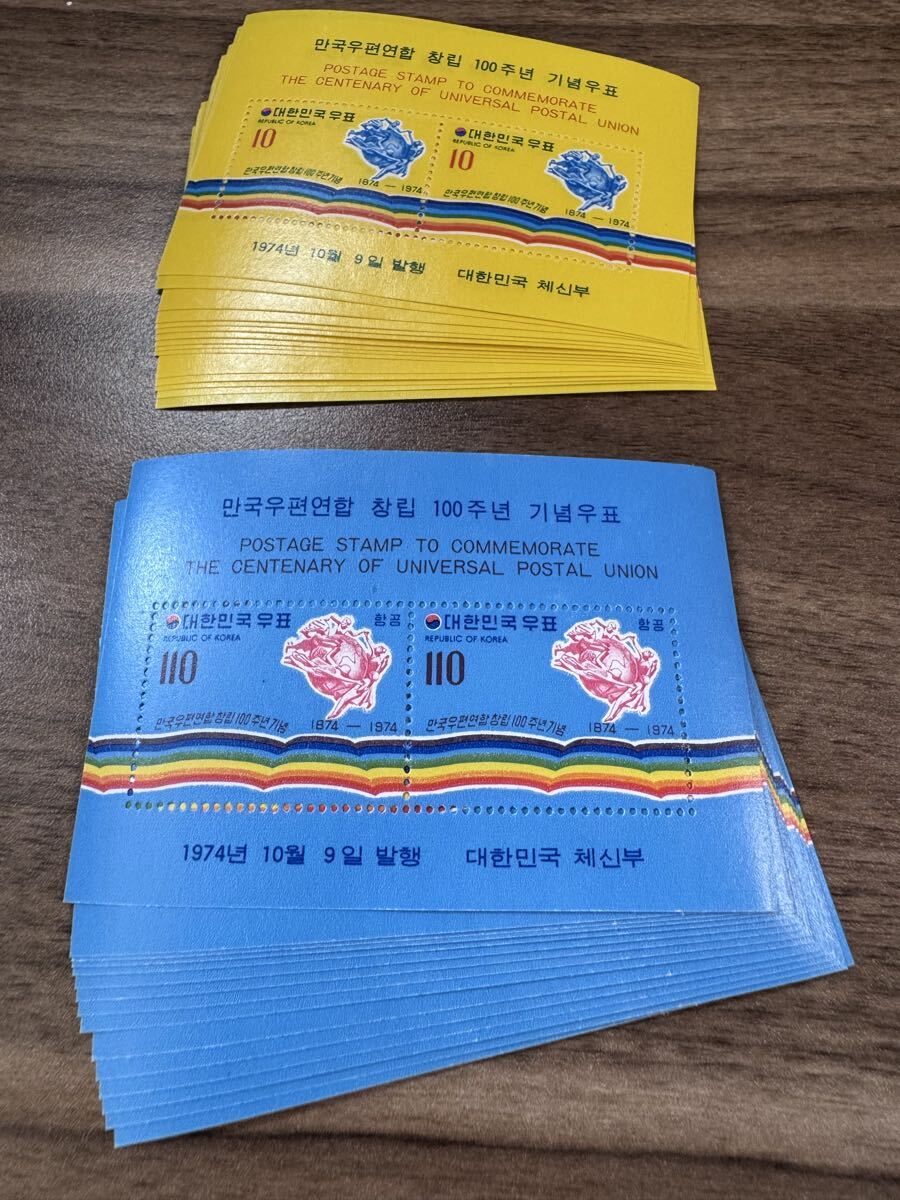 만국우편연합 창립 100주년 기념우표
POSTAGE STAMP TO COMMEMORATE
THE CENTENARY OF UNIVERSAL POSTAL UNION
대한민국우표
REPUBLIC OF KOREA
10
만국우편연합창립100주년기념
1874 — 1974
대한민국우표
REPUBLIC OF KOREA
10
만국우편연합창립100주년기념
1874 — 1974
1974년 10월 9일 발행 대한민국 체신부
만국우편연합 창립 100주년 기념우표
POSTAGE STAMP TO COMMEMORATE
THE CENTENARY OF UNIVERSAL POSTAL UNION
대한민국우표 항공
REPUBLIC OF KOREA
110
만국우편연합창립100주년기념 1874 — 1974
대한민국우표 항공
REPUBLIC OF KOREA
110
만국우편연합창립100주년기념 1874 — 1974
1974년 10월 9일 발행 대한민국 체신부